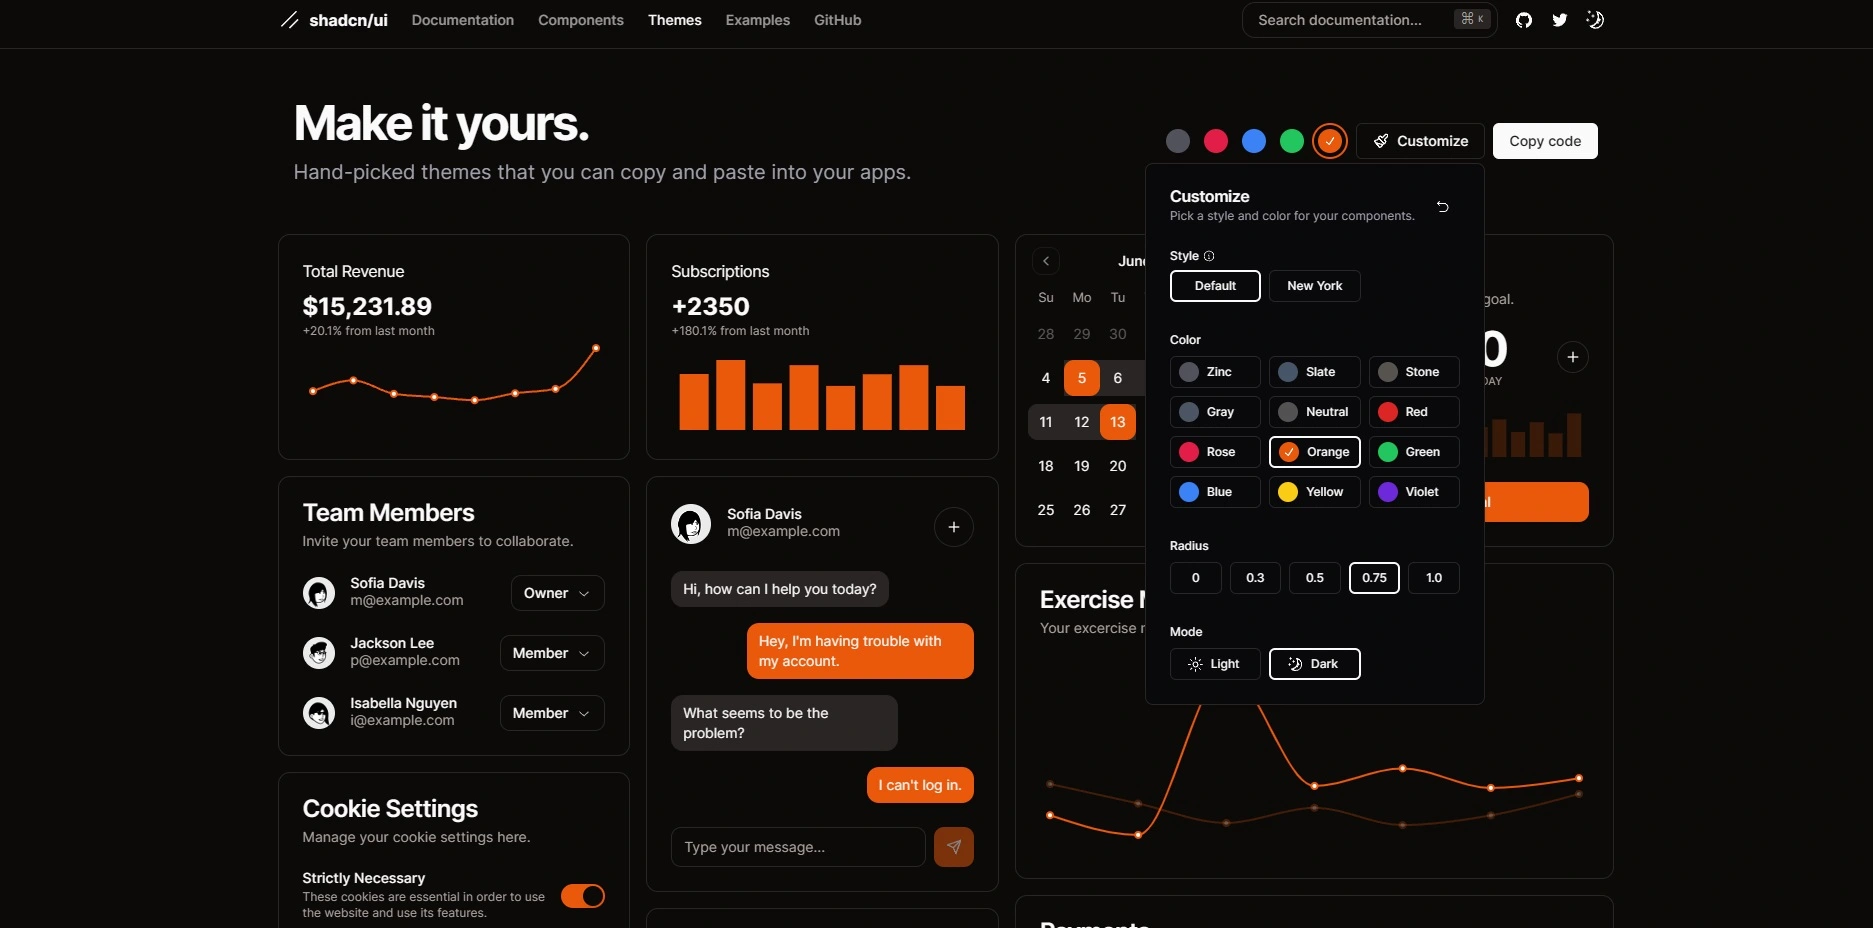 shadcn/ui Documentation Components Themes Examples GitHub
Search documentation... ⌘ K
Make it yours.
Hand-picked themes that you can copy and paste into your apps.
Customize
Copy code
Customize
Pick a style and color for your components.
Style
Default New York
Color
Zinc Slate Stone
Gray Neutral Red
Rose Orange Green
Blue Yellow Violet
Radius
0 0.3 0.5 0.75 1.0
Mode
Light Dark
Total Revenue
$15,231.89
+20.1% from last month
Subscriptions
+2350
+180.1% from last month
Su Mo Tu
28 29 30
4 5 6
11 12 13
18 19 20
25 26 27
goal.
0
DAY
Team Members
Invite your team members to collaborate.
Sofia Davis
m@example.com
Owner
Jackson Lee
p@example.com
Member
Isabella Nguyen
i@example.com
Member
Sofia Davis
m@example.com
Hi, how can I help you today?
Hey, I'm having trouble with
my account.
What seems to be the
problem?
I can't log in.
Type your message...
Exercise
Your excercise
Cookie Settings
Manage your cookie settings here.
Strictly Necessary
These cookies are essential in order to use
the website and use its features.